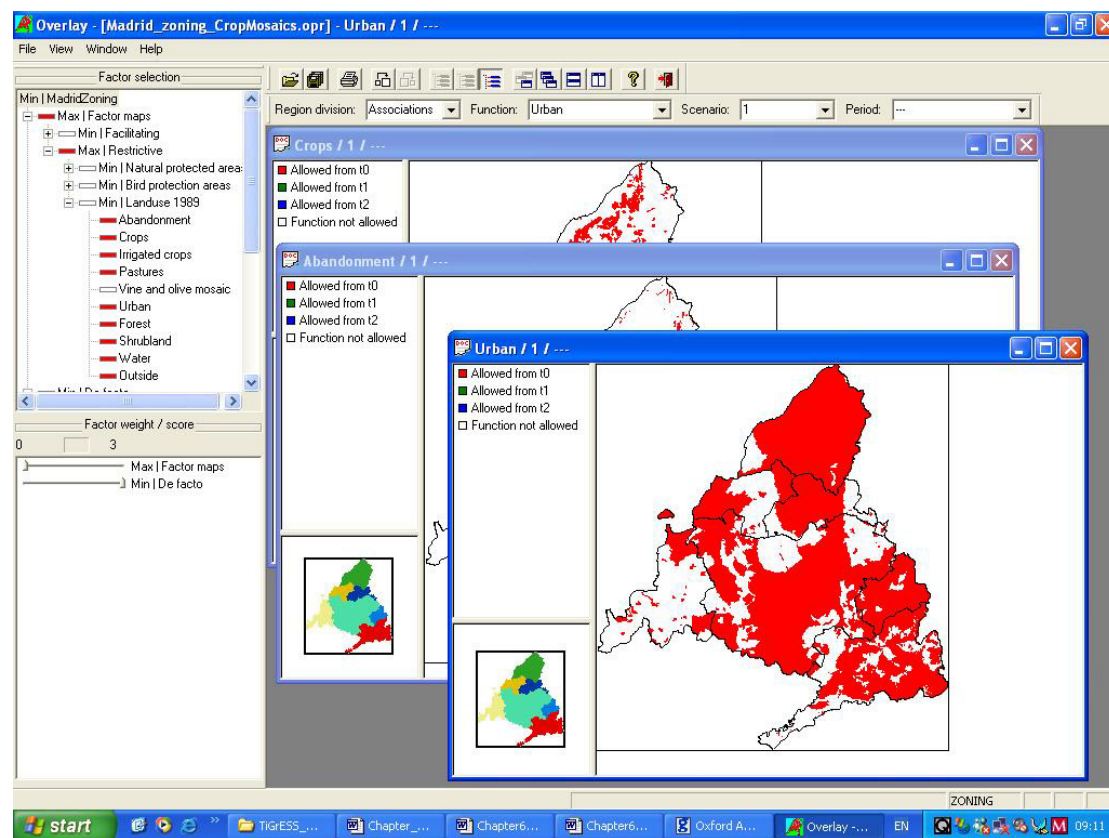 Overlay - [Madrid_zoning_CropMosaics.opr] - Urban / 1 / ---
File View Window Help
Factor selection
Min | MadridZoning
Max | Factor maps
Min | Facilitating
Max | Restrictive
Min | Natural protected area
Min | Bird protection areas
Min | Landuse 1989
Abandonment
Crops
Irrigated crops
Pastures
Vine and olive mosaic
Urban
Forest
Shrubland
Water
Outside
Min | De facto
Factor weight / score
0 3
Max | Factor maps
Min | De facto
Region division: Associations Function: Urban Scenario: 1 Period: ---
DOC Crops / 1 / ---
Allowed from t0
Allowed from t1
Allowed from t2
Function not allowed
DOC Abandonment / 1 / ---
Allowed from t0
Allowed from t1
Allowed from t2
Function not allowed
DOC Urban / 1 / ---
Allowed from t0
Allowed from t1
Allowed from t2
Function not allowed
ZONING
start TiGrESS_... Chapter_... Chapter6... Chapter6... Oxford A... Overlay -... EN 09:11